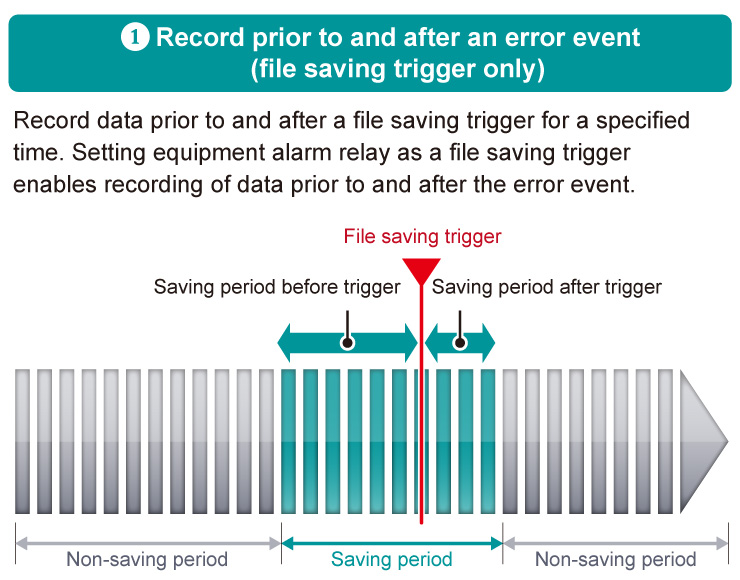 1 Record prior to and after an error event
(file saving trigger only)
Record data prior to and after a file saving trigger for a specified
time. Setting equipment alarm relay as a file saving trigger
enables recording of data prior to and after the error event.
File saving trigger
Saving period before trigger
Saving period after trigger
Non-saving period
Saving period
Non-saving period